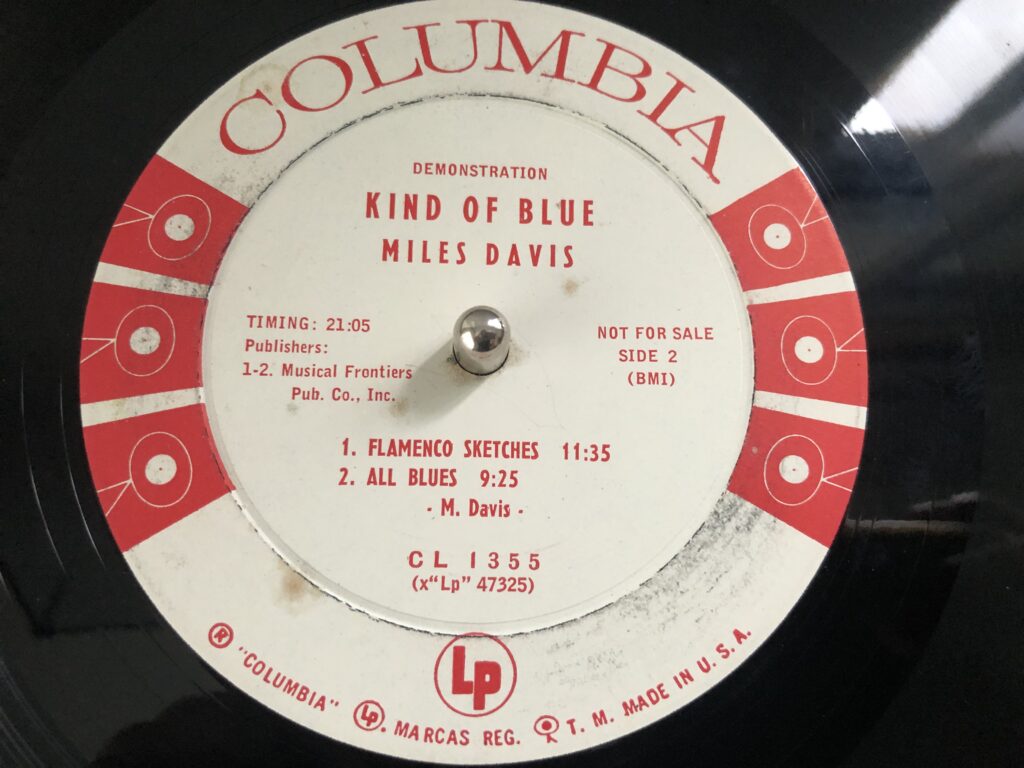 COLUMBIA
DEMONSTRATION
KIND OF BLUE
MILES DAVIS
TIMING: 21:05
Publishers:
1-2. Musical Frontiers
Pub. Co., Inc.
NOT FOR SALE
SIDE 2
(BMI)
1. FLAMENCO SKETCHES 11:35
2. ALL BLUES 9:25
- M. Davis -
CL 1355
(x"Lp" 47325)
Lp
® "COLUMBIA" Lp. MARCAS REG. T. M. MADE IN U. S. A.